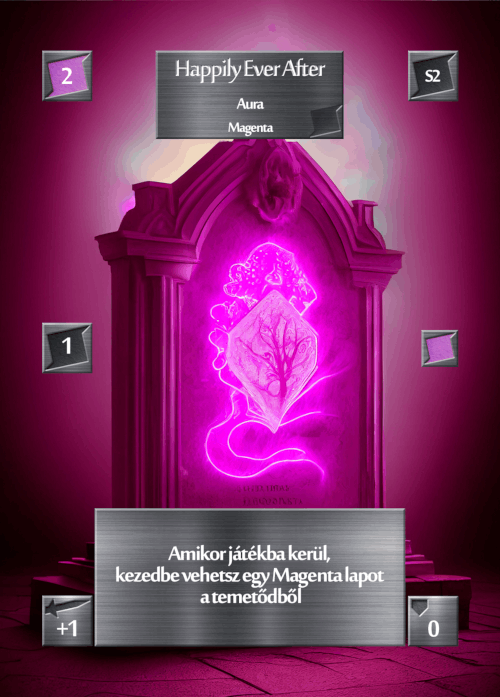 2
Happily Ever After
S2
Aura
Magenta
1
Amikor játékba kerül,
kezedbe vehetsz egy Magenta lapot
a temetődből
+1
0